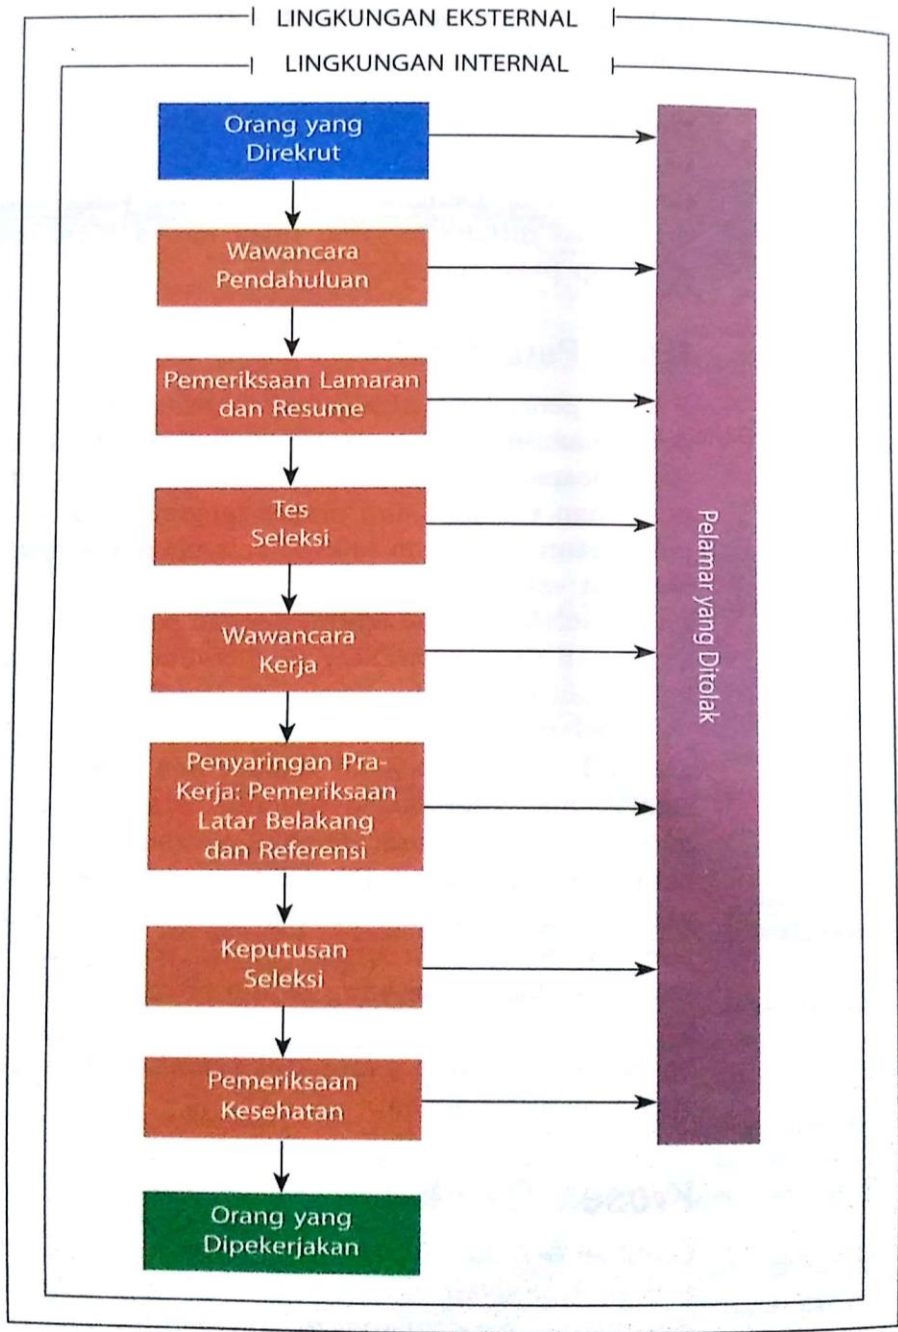 LINGKUNGAN EKSTERNAL
LINGKUNGAN INTERNAL
Orang yang
Direkrut
Wawancara
Pendahuluan
Pemeriksaan Lamaran
dan Resume
Tes
Seleksi
Wawancara
Kerja
Penyaringan Pra-
Kerja: Pemeriksaan
Latar Belakang
dan Referensi
Keputusan
Seleksi
Pemeriksaan
Kesehatan
Orang yang
Dipekerjakan
Pelamar yang Ditolak